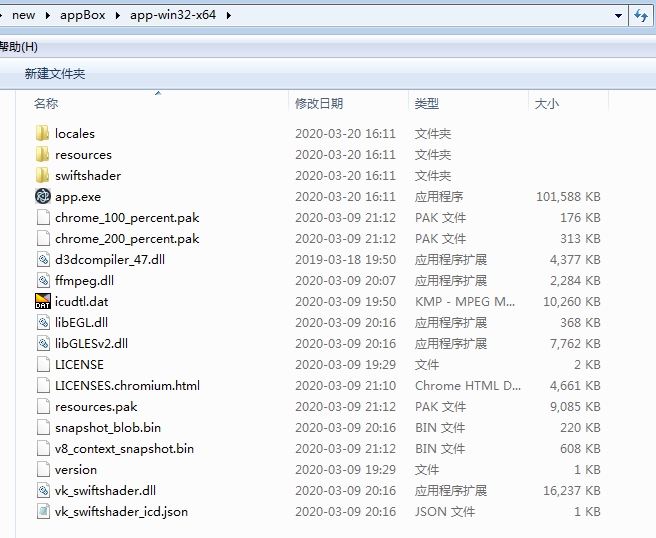 new appBox app-win32-x64
帮助(H)
新建文件夹
名称 修改日期 类型 大小
locales 2020-03-20 16:11 文件夹
resources 2020-03-20 16:11 文件夹
swiftshader 2020-03-20 16:11 文件夹
app.exe 2020-03-20 16:11 应用程序 101,588 KB
chrome_100_percent.pak 2020-03-09 21:12 PAK 文件 176 KB
chrome_200_percent.pak 2020-03-09 21:12 PAK 文件 313 KB
d3dcompiler_47.dll 2019-03-18 19:50 应用程序扩展 4,377 KB
ffmpeg.dll 2020-03-09 20:07 应用程序扩展 2,284 KB
DAT icudtl.dat 2020-03-09 19:50 KMP - MPEG M... 10,260 KB
libEGL.dll 2020-03-09 20:16 应用程序扩展 368 KB
libGLESv2.dll 2020-03-09 20:16 应用程序扩展 7,762 KB
LICENSE 2020-03-09 19:29 文件 2 KB
LICENSES.chromium.html 2020-03-09 21:10 Chrome HTML D... 4,661 KB
resources.pak 2020-03-09 21:12 PAK 文件 9,085 KB
snapshot_blob.bin 2020-03-09 20:16 BIN 文件 220 KB
v8_context_snapshot.bin 2020-03-09 21:12 BIN 文件 608 KB
version 2020-03-09 19:29 文件 1 KB
vk_swiftshader.dll 2020-03-09 20:16 应用程序扩展 16,237 KB
vk_swiftshader_icd.json 2020-03-09 20:16 JSON 文件 1 KB